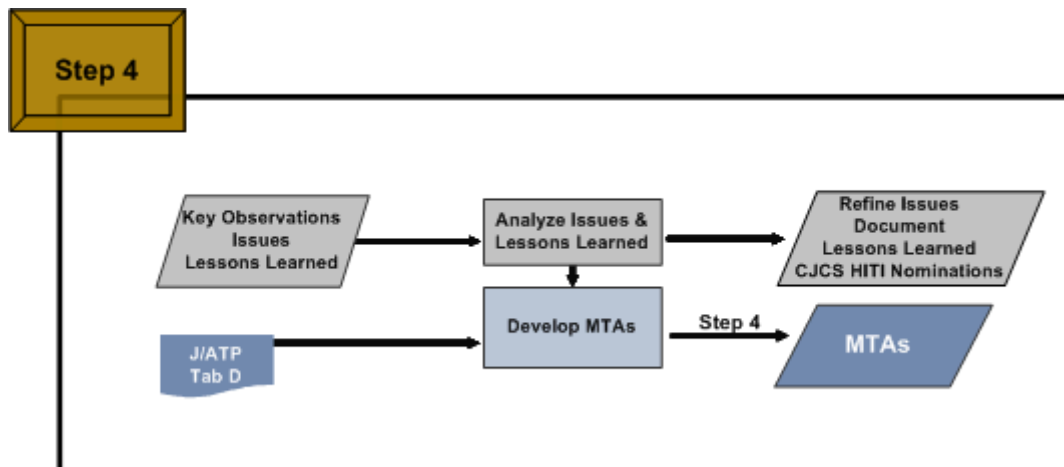 Step 4
Key Observations
Issues
Lessons Learned
Analyze Issues &
Lessons Learned
Refine Issues
Document
Lessons Learned
CJCS HITI Nominations
J/ATP
Tab D
Develop MTAs
Step 4
MTAs